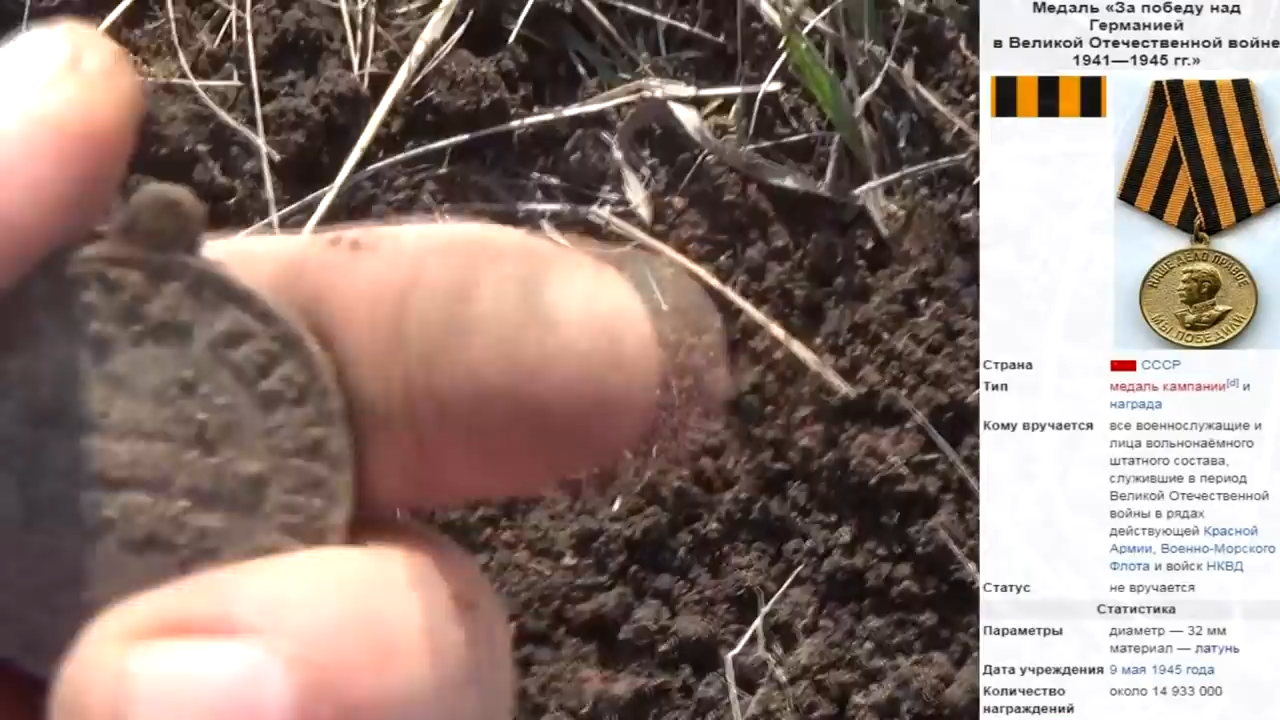 Медаль «За победу над
Германией
в Великой Отечественной войне
1941—1945 гг.»
НАШЕ ДЕЛО ПРАВОЕ
МЫ ПОБЕДИЛИ
Страна СССР
Тип медаль кампании[d] и
награда
Кому вручается все военнослужащие и
лица вольнонаёмного
штатного состава,
служившие в период
Великой Отечественной
войны в рядах
действующей Красной
Армии, Военно-Морского
Флота и войск НКВД
Статус не вручается
Статистика
Параметры диаметр — 32 мм
материал — латунь
Дата учреждения 9 мая 1945 года
Количество около 14 933 000
награждений